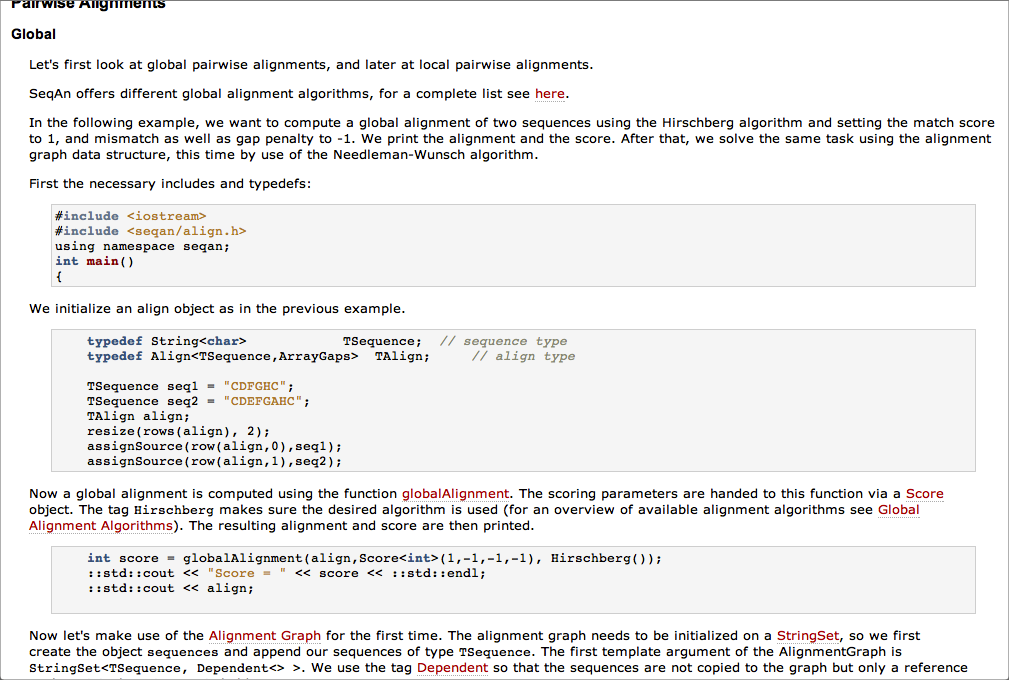 Pairwise Alignments
Global
Let's first look at global pairwise alignments, and later at local pairwise alignments.
SeqAn offers different global alignment algorithms, for a complete list see here.
In the following example, we want to compute a global alignment of two sequences using the Hirschberg algorithm and setting the match score
to 1, and mismatch as well as gap penalty to -1. We print the alignment and the score. After that, we solve the same task using the alignment
graph data structure, this time by use of the Needleman-Wunsch algorithm.
First the necessary includes and typedefs:
#include <iostream>
#include <seqan/align.h>
using namespace seqan;
int main()
{
We initialize an align object as in the previous example.
typedef String<char>            TSequence;  // sequence type
typedef Align<TSequence,ArrayGaps>  TAlign;     // align type
TSequence seq1 = "CDFGHC";
TSequence seq2 = "CDEFGAHC";
TAlign align;
resize(rows(align), 2);
assignSource(row(align,0),seq1);
assignSource(row(align,1),seq2);
Now a global alignment is computed using the function globalAlignment. The scoring parameters are handed to this function via a Score
object. The tag Hirschberg makes sure the desired algorithm is used (for an overview of available alignment algorithms see Global
Alignment Algorithms). The resulting alignment and score are then printed.
int score = globalAlignment(align,Score<int>(1,-1,-1,-1), Hirschberg());
::std::cout << "Score = " << score << ::std::endl;
::std::cout << align;
Now let's make use of the Alignment Graph for the first time. The alignment graph needs to be initialized on a StringSet, so we first
create the object sequences and append our sequences of type TSequence. The first template argument of the AlignmentGraph is
StringSet<TSequence, Dependent<> >. We use the tag Dependent so that the sequences are not copied to the graph but only a reference